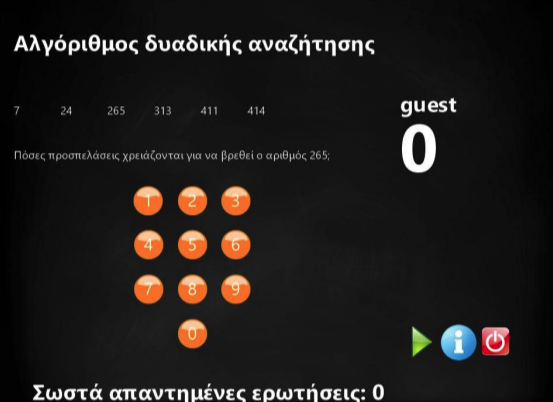 Αλγόριθμος δυαδικής αναζήτησης
guest
7 24 265 313 411 414
0
Πόσες προσπελάσεις χρειάζονται για να βρεθεί ο αριθμός 265;
1 2 3
4 5 6
7 8 9
0
Σωστά απαντημένες ερωτήσεις: 0